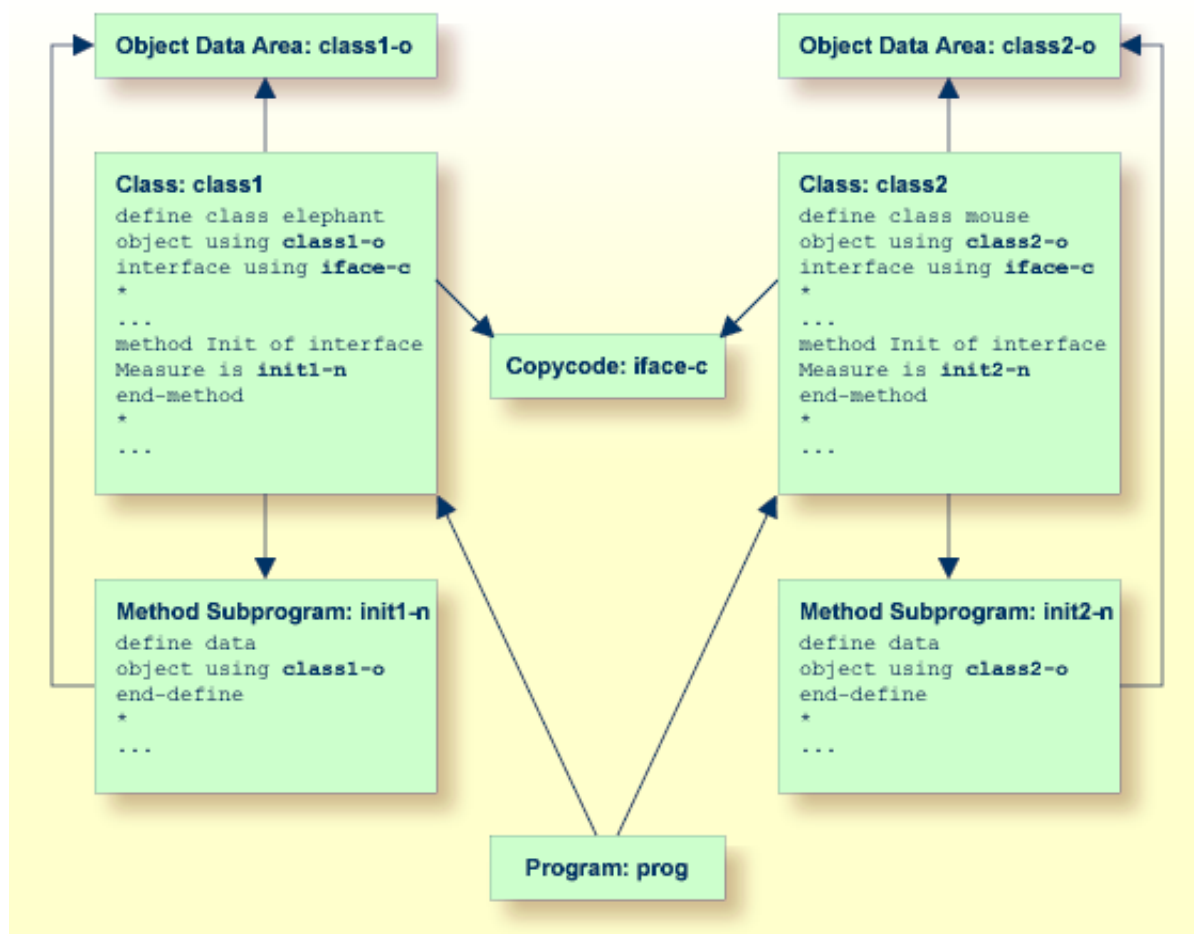 Object Data Area: class1-o
Object Data Area: class2-o
Class: class1
define class elephant
object using class1-o
interface using iface-c
*
...
method Init of interface
Measure is init1-n
end-method
*
...
Class: class2
define class mouse
object using class2-o
interface using iface-c
*
...
method Init of interface
Measure is init2-n
end-method
*
...
Copycode: iface-c
Method Subprogram: init1-n
define data
object using class1-o
end-define
*
...
Method Subprogram: init2-n
define data
object using class2-o
end-define
*
...
Program: prog